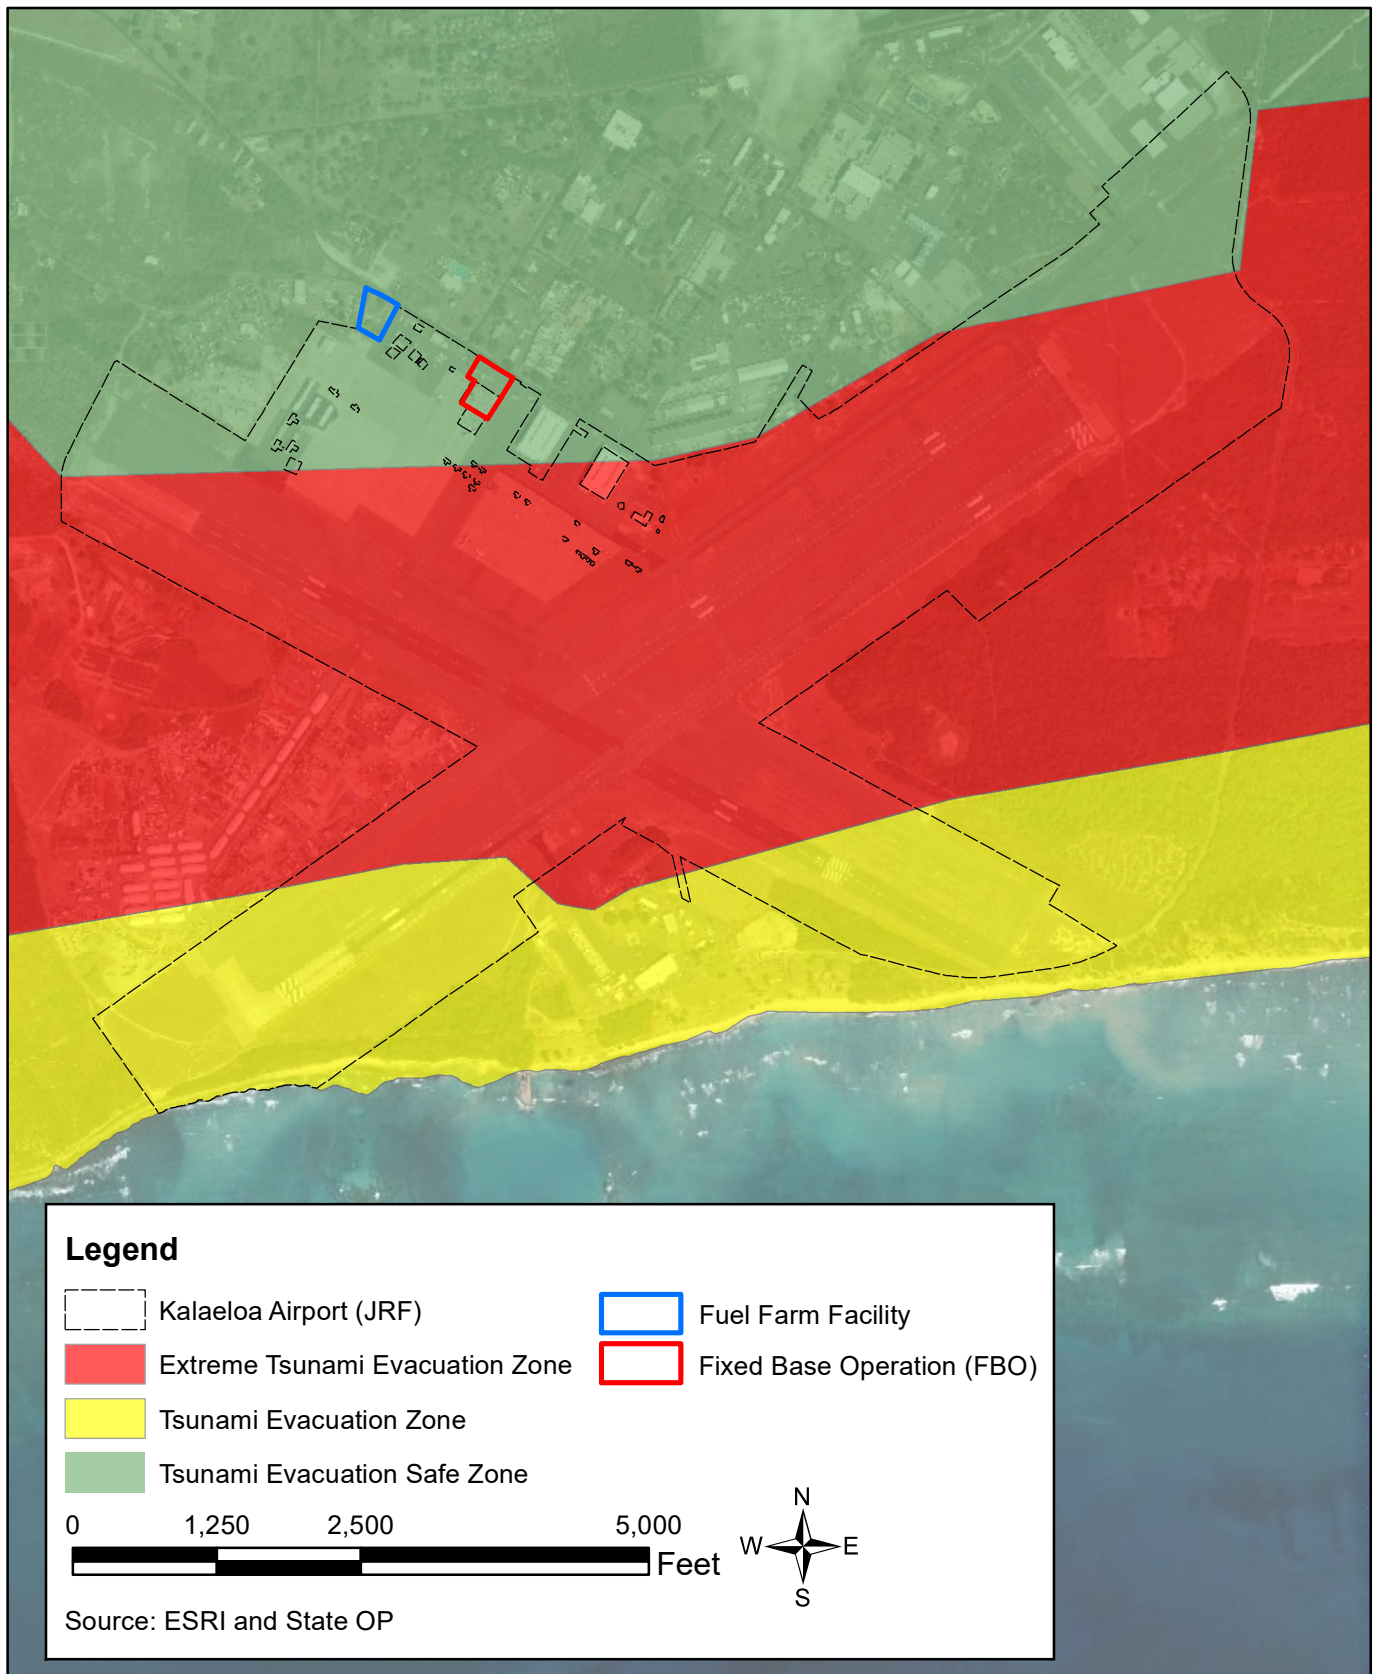 Legend
Kalaeloa Airport (JRF)
Extreme Tsunami Evacuation Zone
Tsunami Evacuation Zone
Tsunami Evacuation Safe Zone
Fuel Farm Facility
Fixed Base Operation (FBO)
0 1,250 2,500 5,000
Feet
N
W E
S
Source: ESRI and State OP